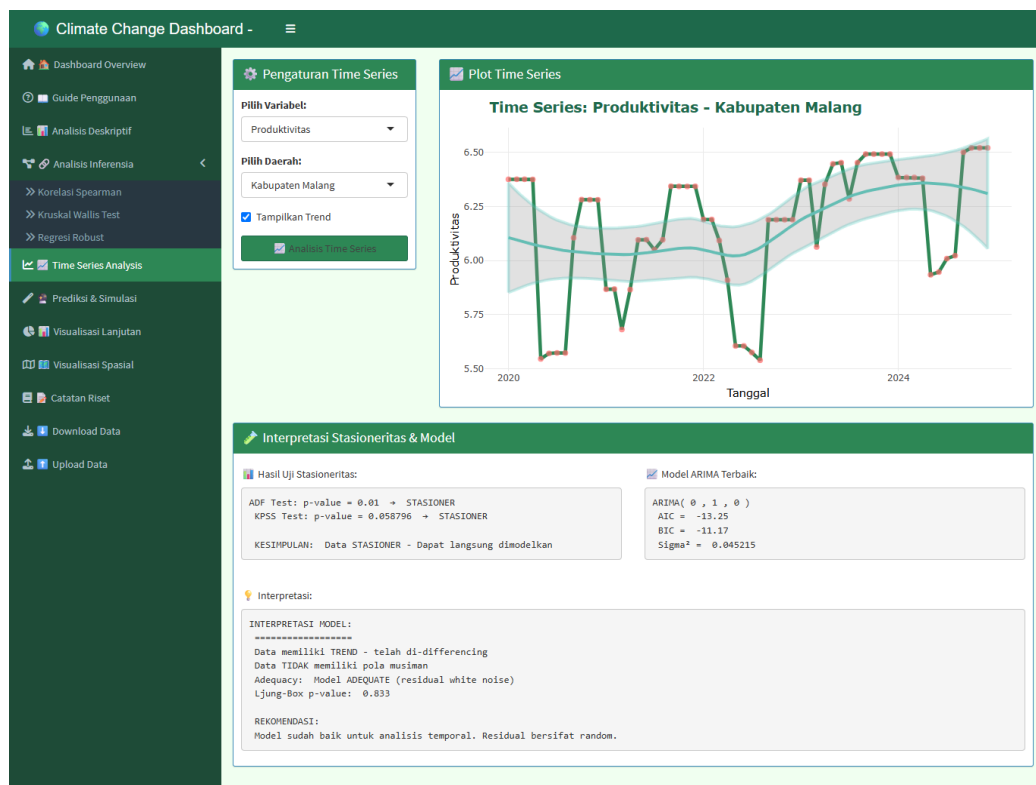 Climate Change Dashboard -
Dashboard Overview
Guide Penggunaan
Analisis Deskriptif
Analisis Inferensia
Korelasi Spearman
Kruskal Wallis Test
Regresi Robust
Time Series Analysis
Prediksi & Simulasi
Visualisasi Lanjutan
Visualisasi Spasial
Catatan Riset
Download Data
Upload Data
Pengaturan Time Series
Pilih Variabel:
Produktivitas
Pilih Daerah:
Kabupaten Malang
Tampilkan Trend
Analisis Time Series
Plot Time Series
Time Series: Produktivitas - Kabupaten Malang
Produktivitas
6.50
6.25
6.00
5.75
5.50
2020 2022 2024
Tanggal
Interpretasi Stasioneritas & Model
Hasil Uji Stasioneritas:
ADF Test: p-value = 0.01 → STASIONER
KPSS Test: p-value = 0.058796 → STASIONER
KESIMPULAN: Data STASIONER - Dapat langsung dimodelkan
Model ARIMA Terbaik:
ARIMA( 0 , 1 , 0 )
AIC = -13.25
BIC = -11.17
Sigma² = 0.045215
Interpretasi:
INTERPRETASI MODEL:
==================
Data memiliki TREND - telah di-differencing
Data TIDAK memiliki pola musiman
Adequacy: Model ADEQUATE (residual white noise)
Ljung-Box p-value: 0.833
REKOMENDASI:
Model sudah baik untuk analisis temporal. Residual bersifat random.